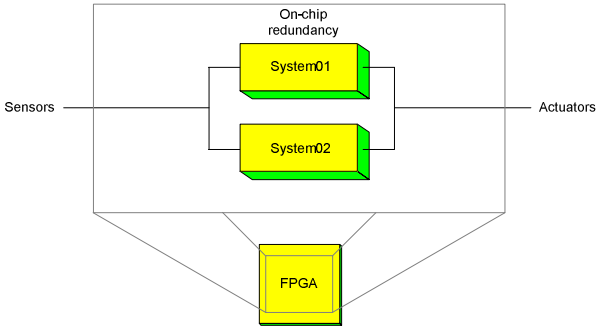 On-chip
redundancy
System01
Sensors
Actuators
System02
FPGA